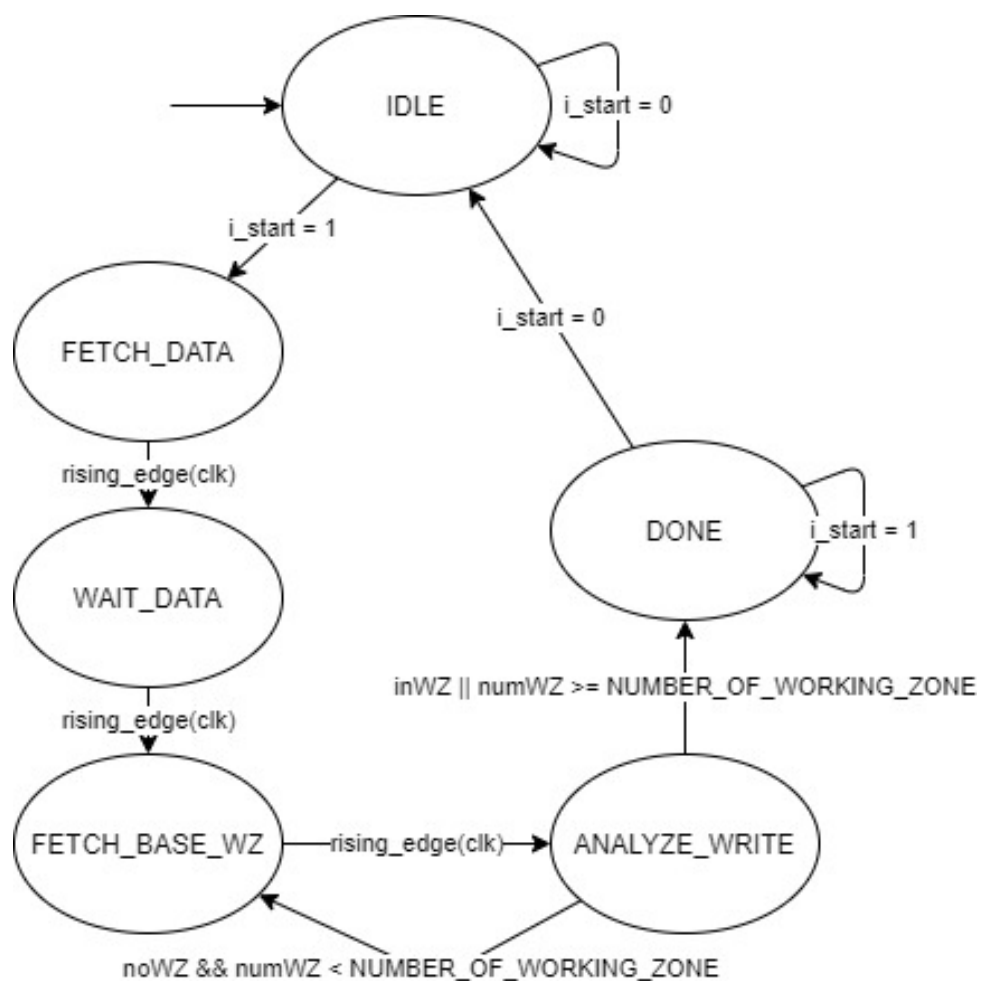 IDLE
i_start = 0
i_start = 1
FETCH_DATA
i_start = 0
rising_edge(clk)
DONE
i_start = 1
WAIT_DATA
inWZ || numWZ >= NUMBER_OF_WORKING_ZONE
rising_edge(clk)
FETCH_BASE_WZ
rising_edge(clk)
ANALYZE_WRITE
noWZ && numWZ < NUMBER_OF_WORKING_ZONE